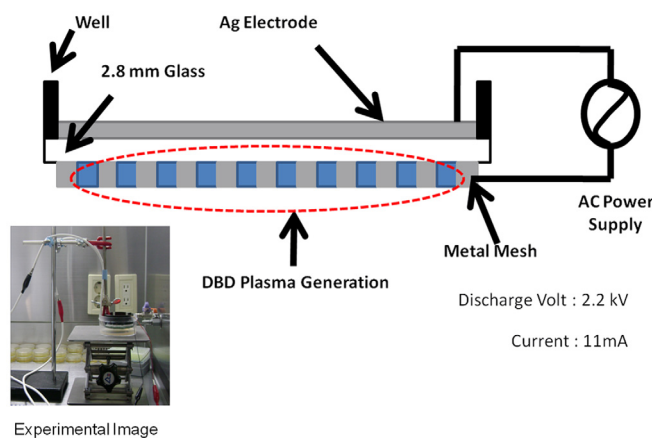 Well
Ag Electrode
2.8 mm Glass
AC Power
Supply
Metal Mesh
DBD Plasma Generation
Discharge Volt : 2.2 kV
Current : 11mA
Experimental Image